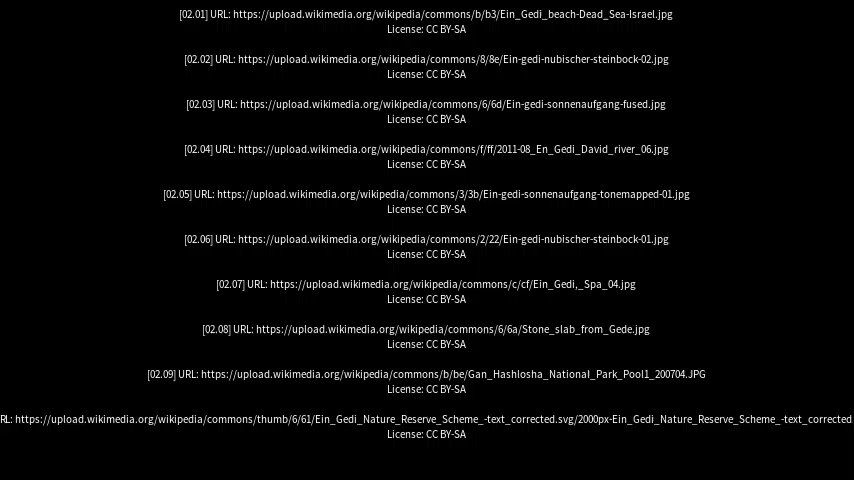 [02.01] URL: https://upload.wikimedia.org/wikipedia/commons/b/b3/Ein_Gedi_beach-Dead_Sea-Israel.jpg
License: CC BY-SA
[02.02] URL: https://upload.wikimedia.org/wikipedia/commons/8/8e/Ein-gedi-nubischer-steinbock-02.jpg
License: CC BY-SA
[02.03] URL: https://upload.wikimedia.org/wikipedia/commons/6/6d/Ein-gedi-sonnenaufgang-fused.jpg
License: CC BY-SA
[02.04] URL: https://upload.wikimedia.org/wikipedia/commons/f/ff/2011-08_En_Gedi_David_river_06.jpg
License: CC BY-SA
[02.05] URL: https://upload.wikimedia.org/wikipedia/commons/3/3b/Ein-gedi-sonnenaufgang-tonemapped-01.jpg
License: CC BY-SA
[02.06] URL: https://upload.wikimedia.org/wikipedia/commons/2/22/Ein-gedi-nubischer-steinbock-01.jpg
License: CC BY-SA
[02.07] URL: https://upload.wikimedia.org/wikipedia/commons/c/cf/Ein_Gedi,_Spa_04.jpg
License: CC BY-SA
[02.08] URL: https://upload.wikimedia.org/wikipedia/commons/6/6a/Stone_slab_from_Gede.jpg
License: CC BY-SA
[02.09] URL: https://upload.wikimedia.org/wikipedia/commons/b/be/Gan_Hashlosha_National_Park_Pool1_200704.JPG
License: CC BY-SA
RL: https://upload.wikimedia.org/wikipedia/commons/thumb/6/61/Ein_Gedi_Nature_Reserve_Scheme_-text_corrected.svg/2000px-Ein_Gedi_Nature_Reserve_Scheme_-text_corrected
License: CC BY-SA